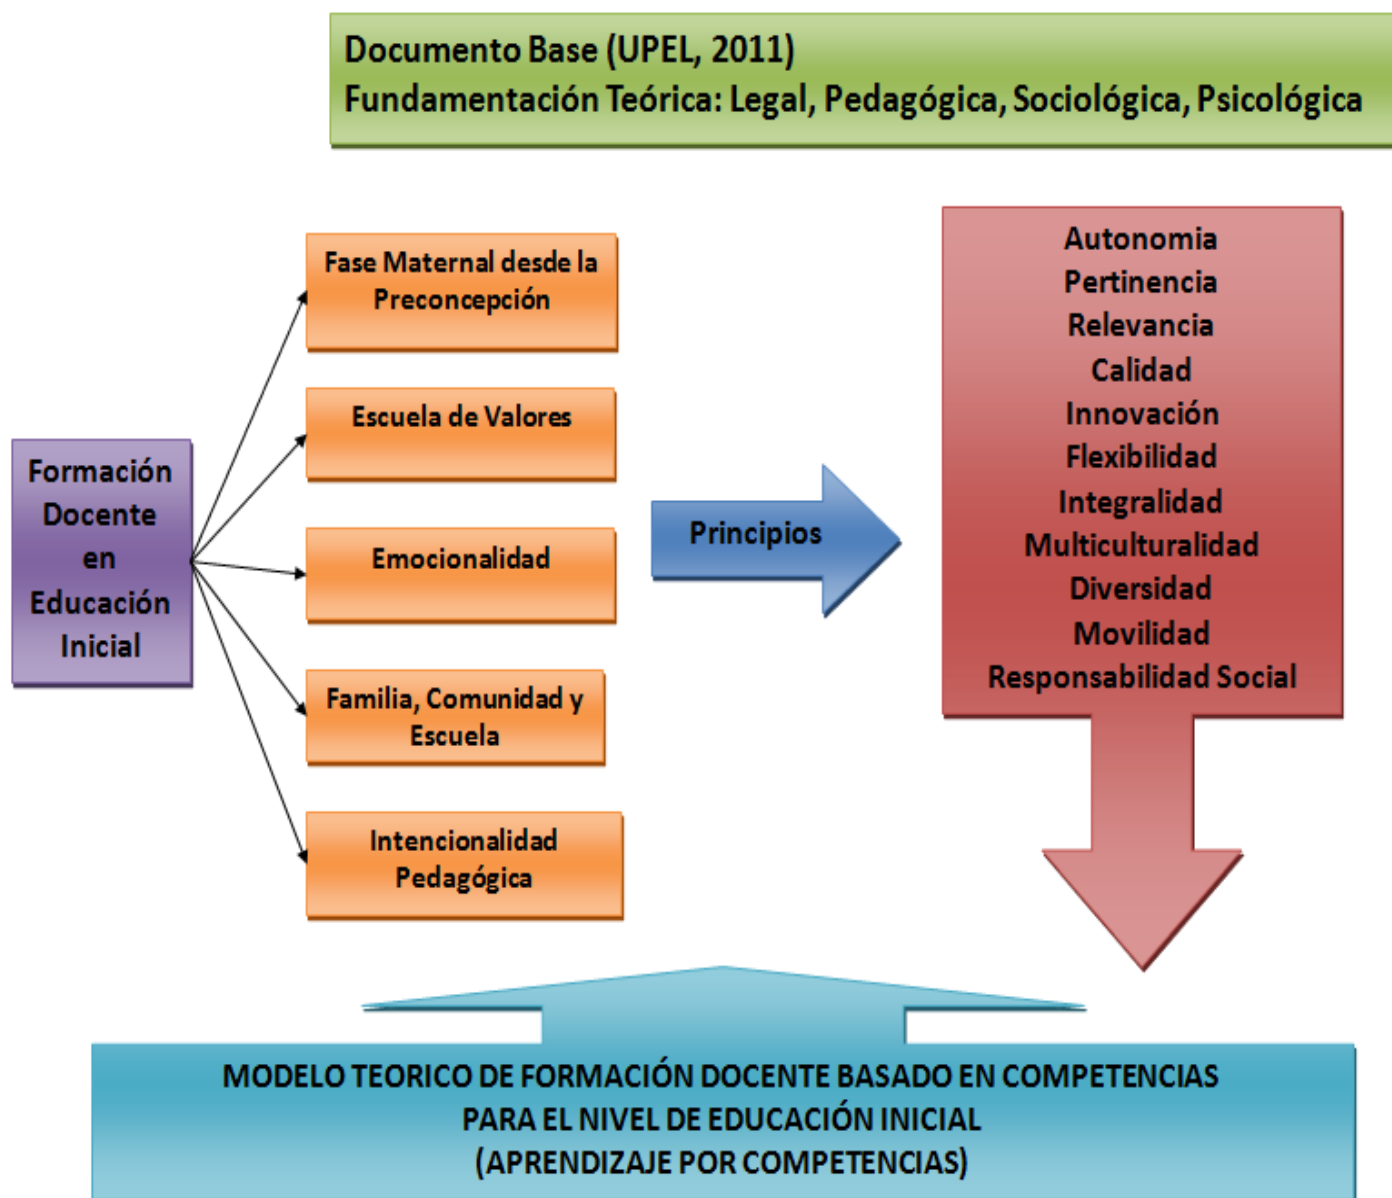 Documento Base (UPEL, 2011)
Fundamentación Teórica: Legal, Pedagógica, Sociológica, Psicológica
Formación
Docente
en
Educación
Inicial
Fase Maternal desde la
Preconcepción
Escuela de Valores
Emocionalidad
Familia, Comunidad y
Escuela
Intencionalidad
Pedagógica
Principios
Autonomia
Pertinencia
Relevancia
Calidad
Innovación
Flexibilidad
Integralidad
Multiculturalidad
Diversidad
Movilidad
Responsabilidad Social
MODELO TEORICO DE FORMACIÓN DOCENTE BASADO EN COMPETENCIAS
PARA EL NIVEL DE EDUCACIÓN INICIAL
(APRENDIZAJE POR COMPETENCIAS)